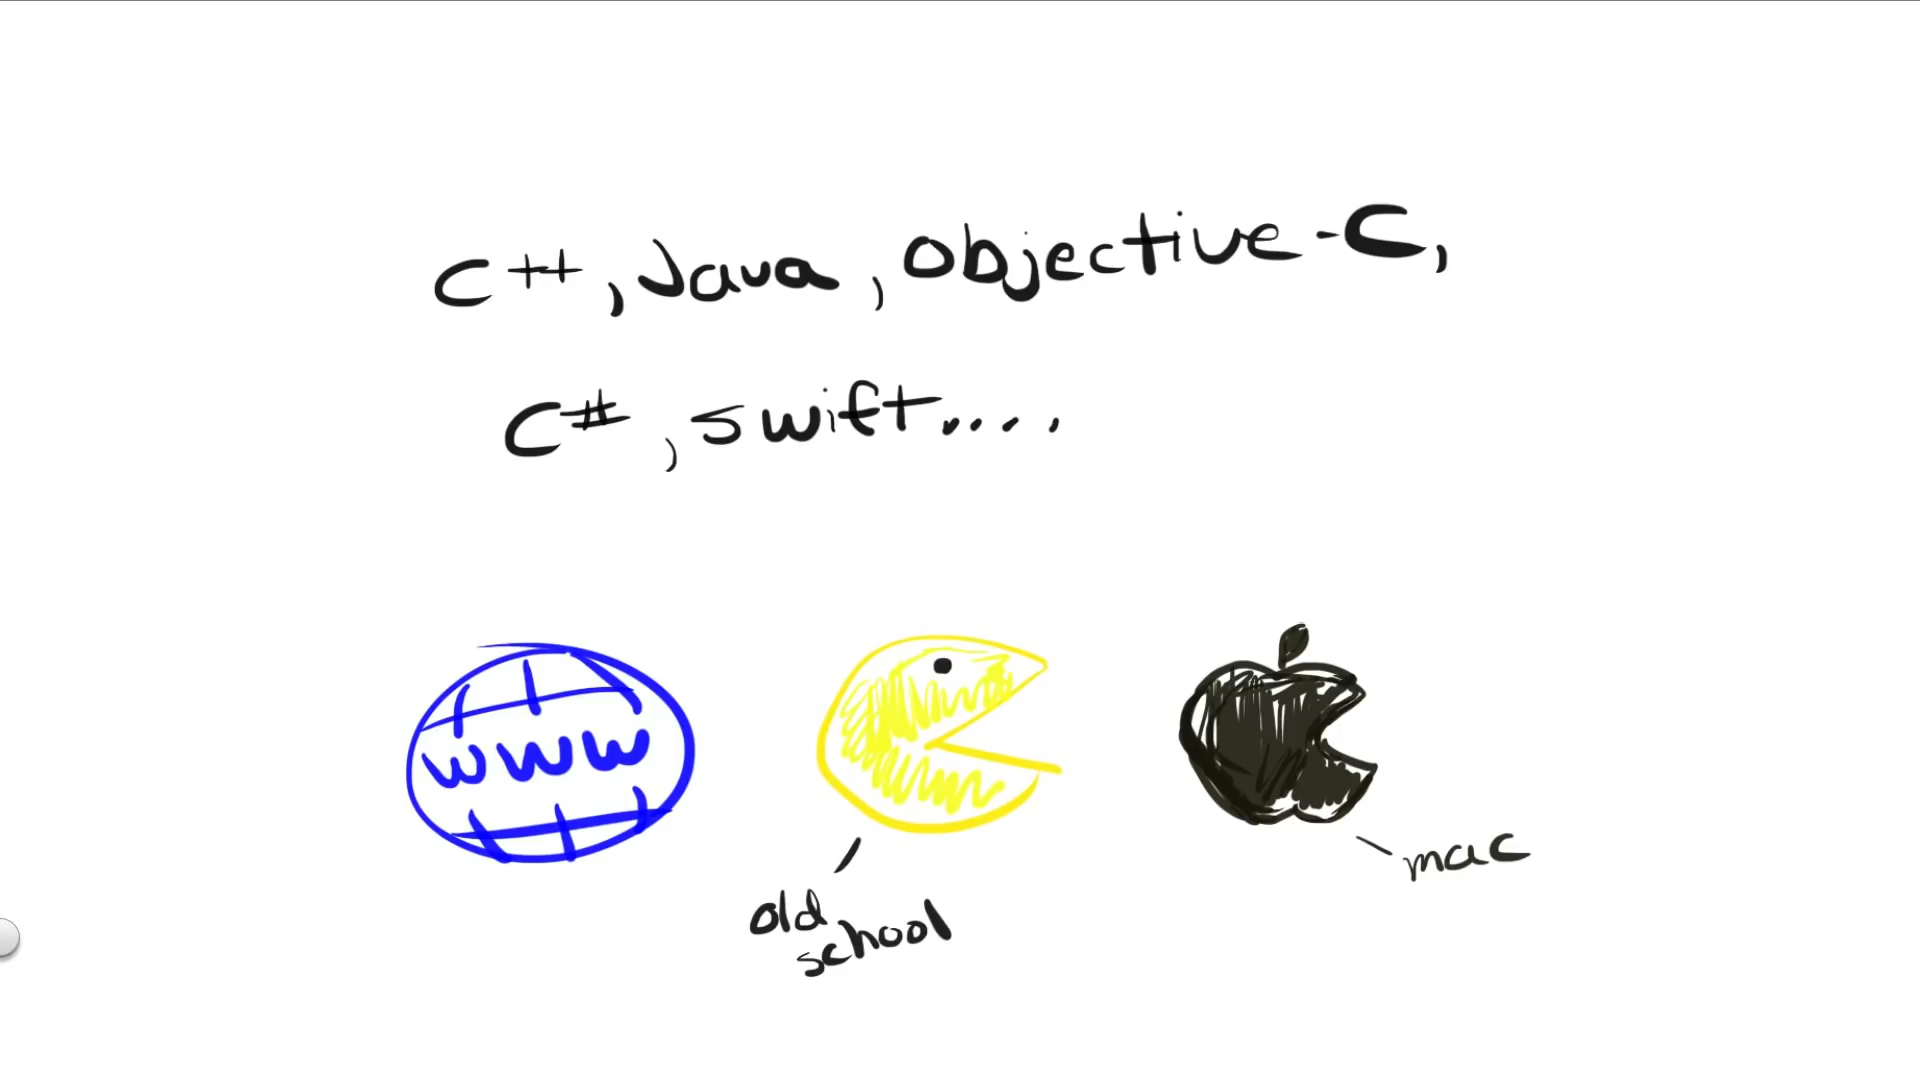 C++, Java, objective-C,
C#, swift....
www
old
school
mac